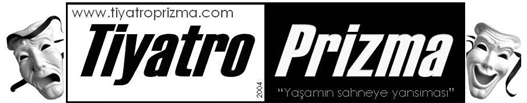 www.tiyatroprizma.com
Tiyatro Prizma
2004
“Yaşamın sahneye yansıması”